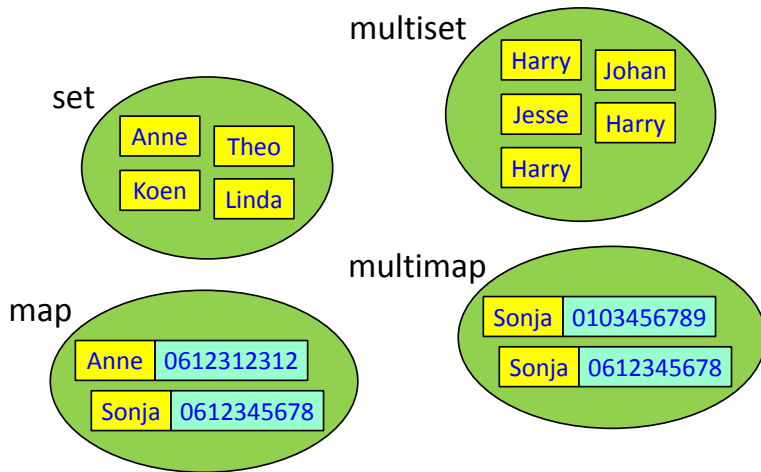 set
Anne
Theo
Koen
Linda
multiset
Harry
Johan
Jesse
Harry
Harry
map
Anne 0612312312
Sonja 0612345678
multimap
Sonja 0103456789
Sonja 0612345678